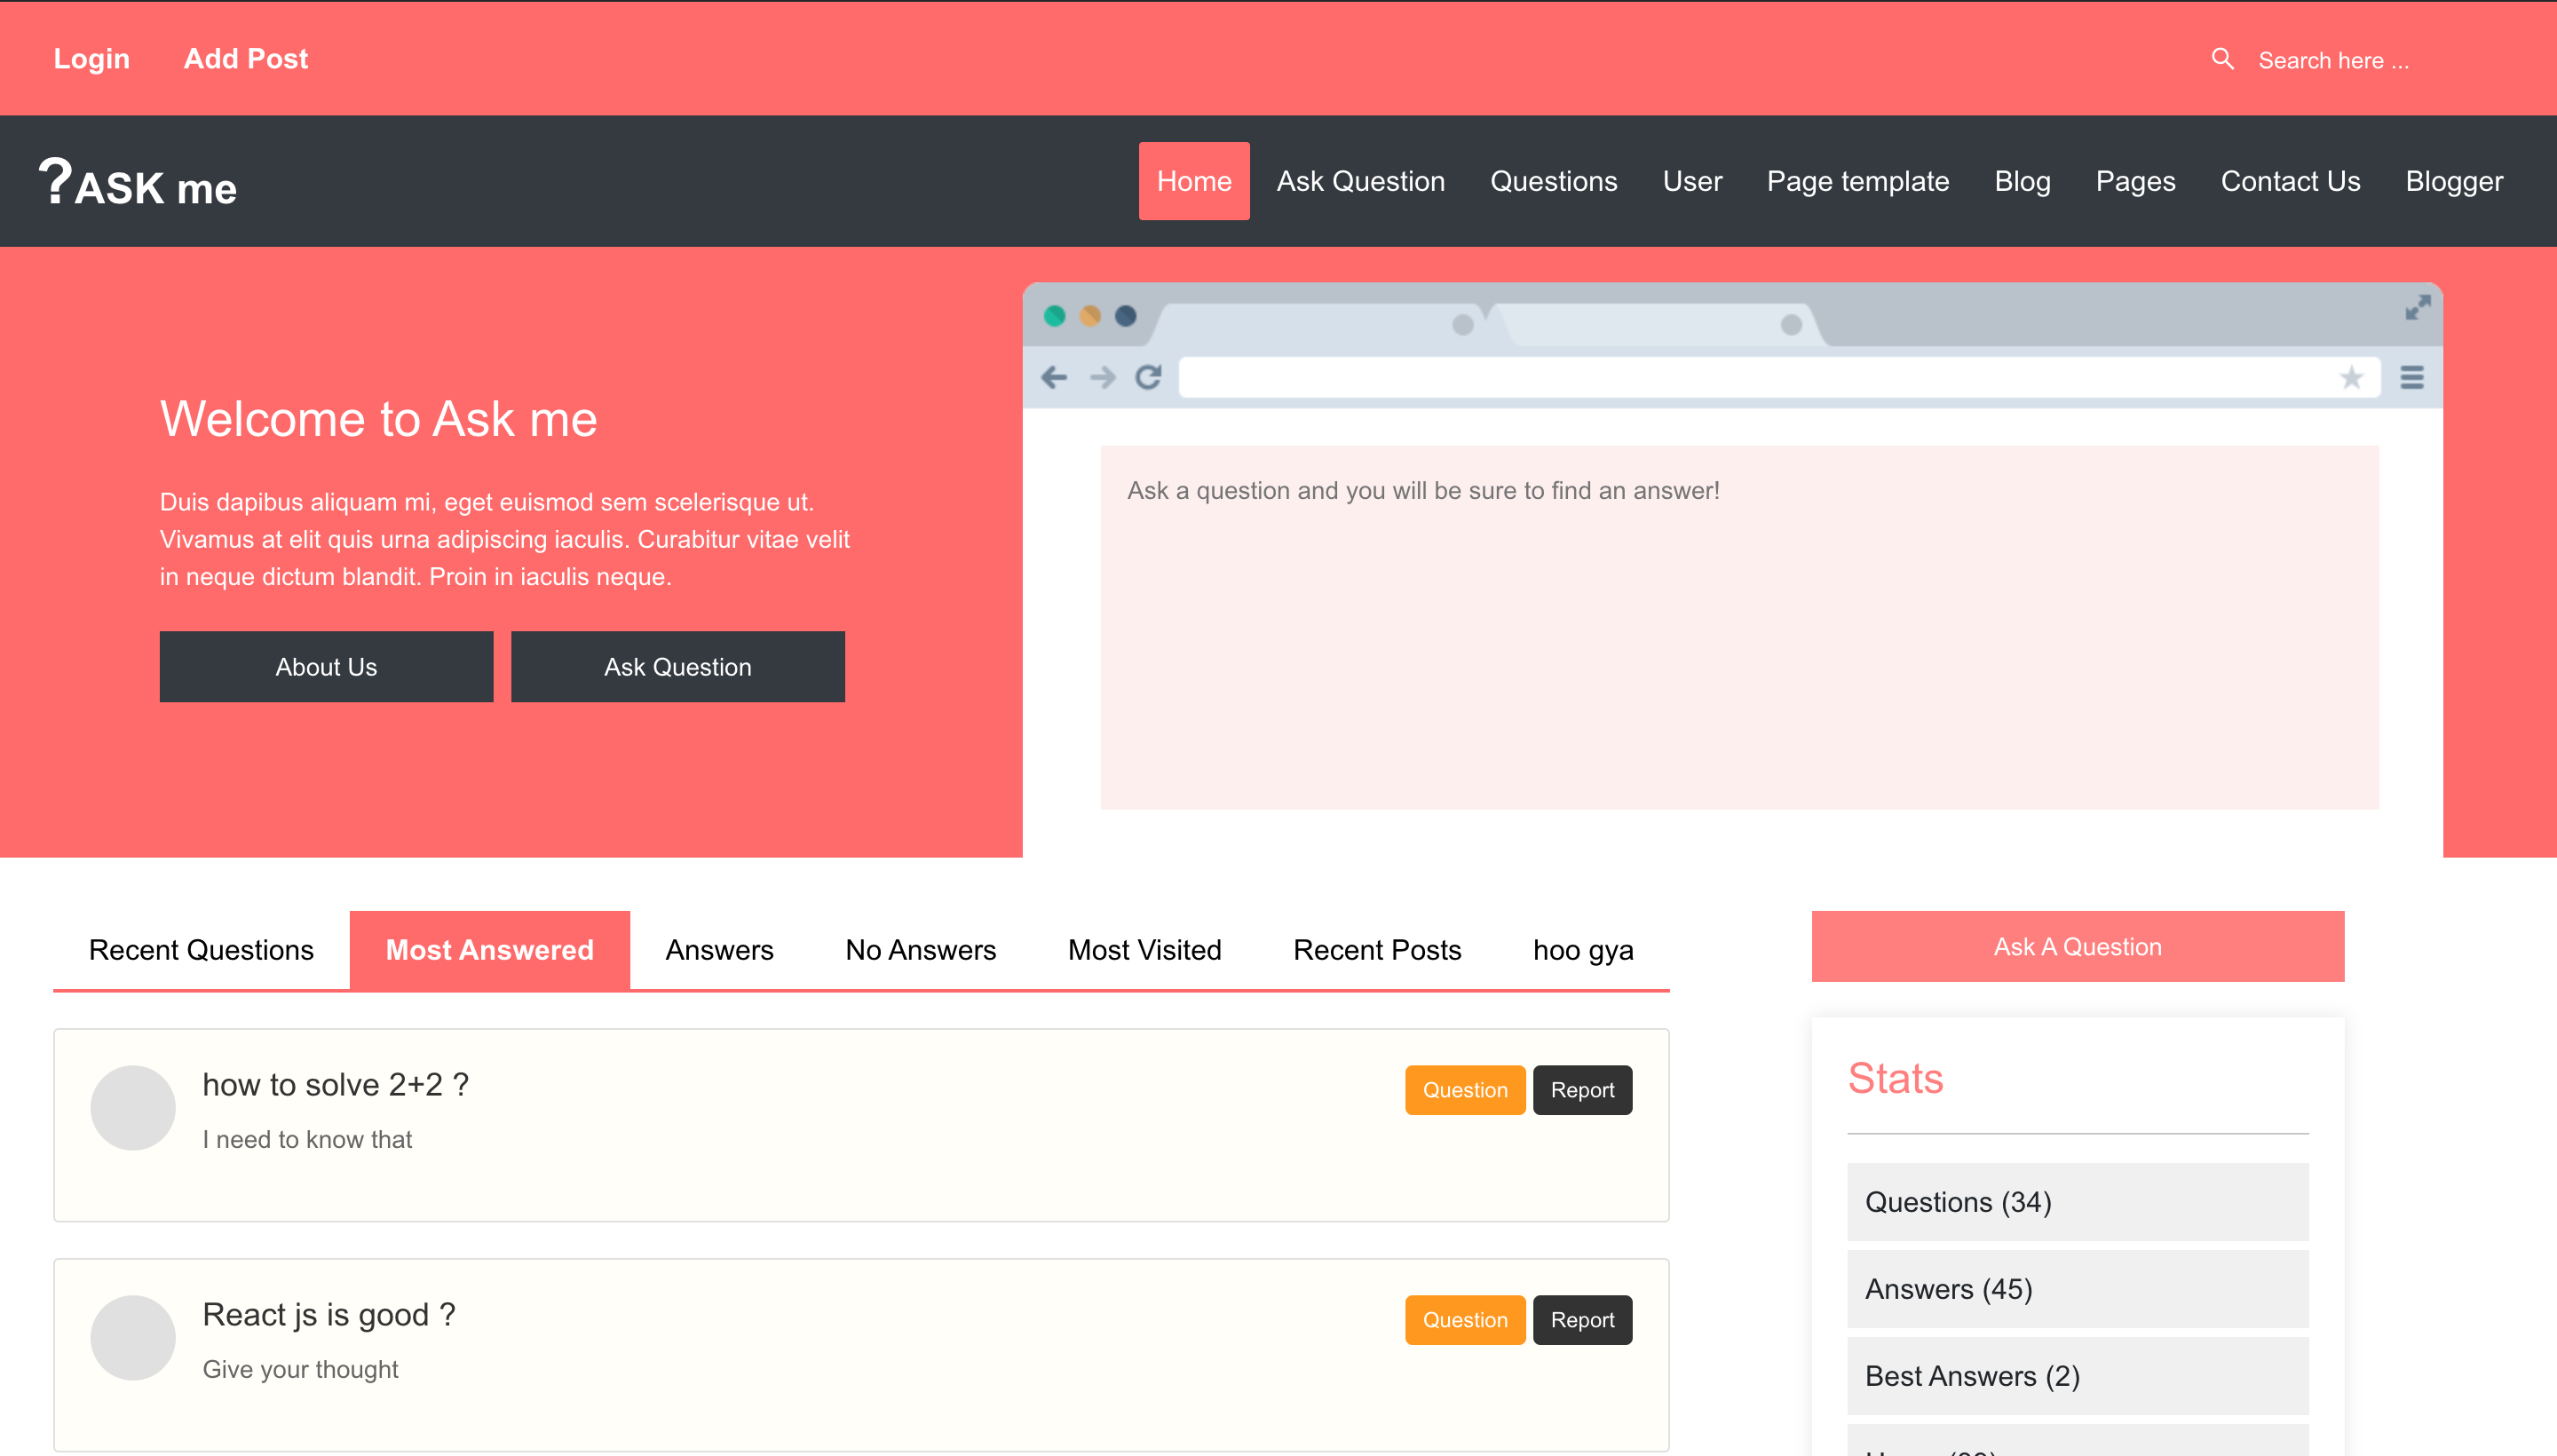 Login Add Post Search here ...
?ASK me Home Ask Question Questions User Page template Blog Pages Contact Us Blogger
Welcome to Ask me
Duis dapibus aliquam mi, eget euismod sem scelerisque ut.
Vivamus at elit quis urna adipiscing iaculis. Curabitur vitae velit
in neque dictum blandit. Proin in iaculis neque.
About Us Ask Question
Ask a question and you will be sure to find an answer!
Recent Questions Most Answered Answers No Answers Most Visited Recent Posts hoo gya
how to solve 2+2 ? Question Report
I need to know that
React js is good ? Question Report
Give your thought
Ask A Question
Stats
Questions (34)
Answers (45)
Best Answers (2)